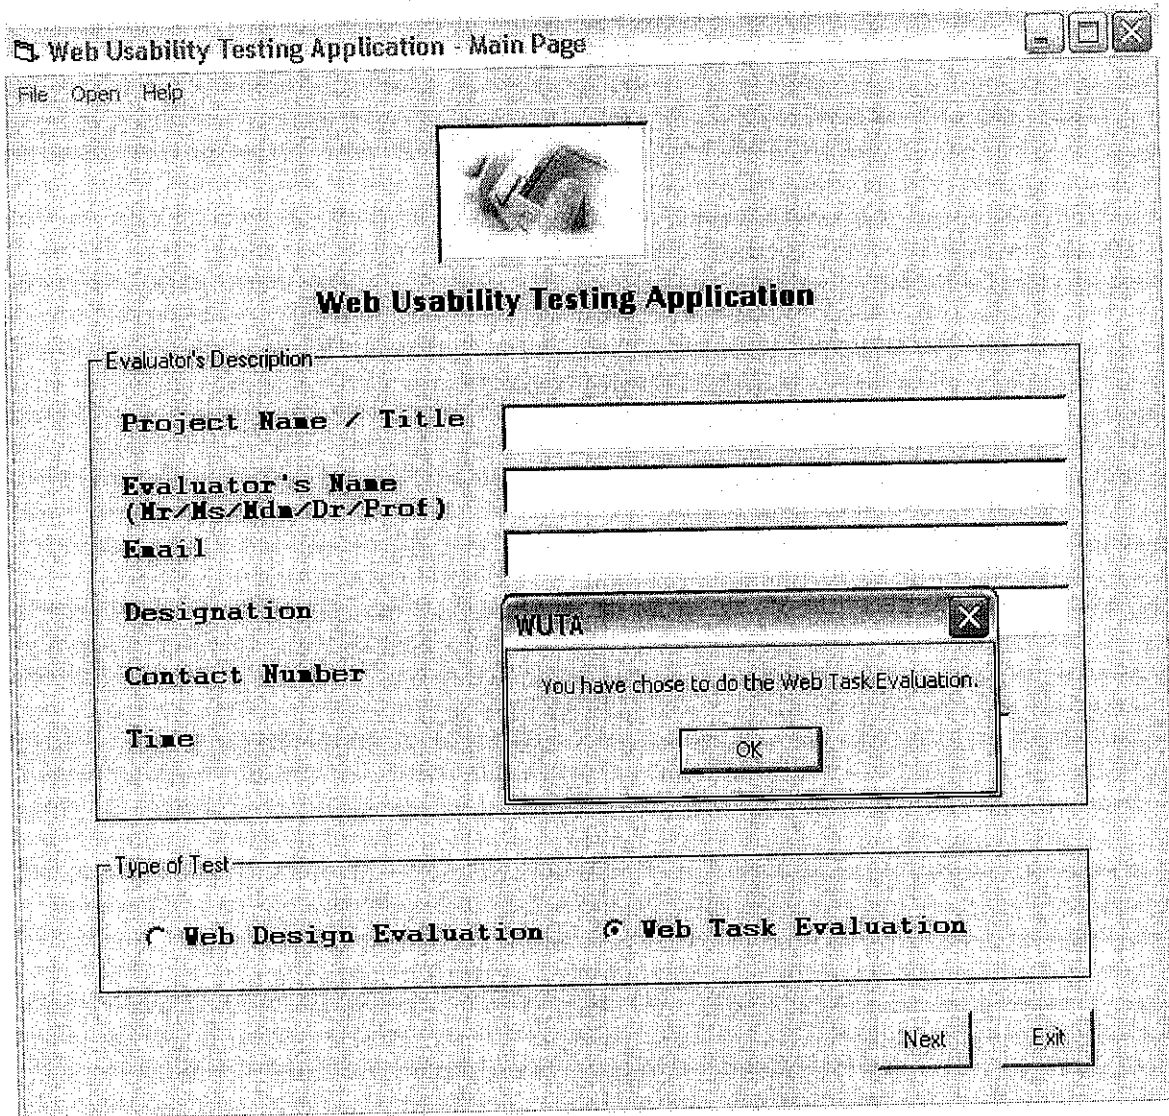 Web Usability Testing Application - Main Page
File Open Help
Web Usability Testing Application
Evaluator's Description
Project Name / Title
Evaluator's Name
(Mr/Ms/Mdm/Dr/Prof)
Email
Designation
Contact Number
Time
WUTA
You have chose to do the Web Task Evaluation.
OK
Type of Test
Web Design Evaluation
Web Task Evaluation
Next
Exit